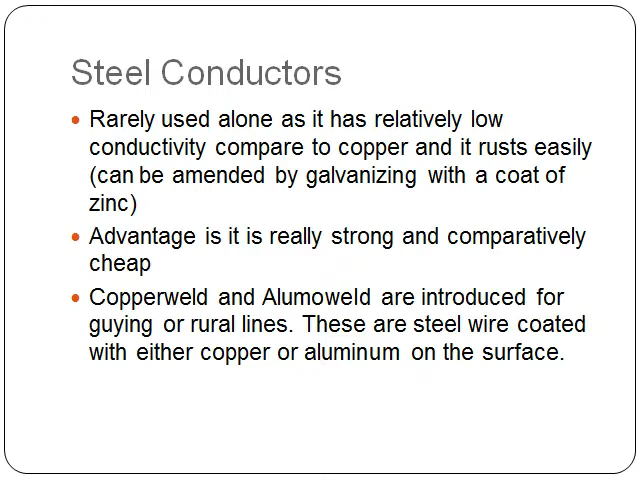 Steel Conductors
• Rarely used alone as it has relatively low
conductivity compare to copper and it rusts easily
(can be amended by galvanizing with a coat of
zinc)
• Advantage is it is really strong and comparatively
cheap
• Copperweld and Alumoweld are introduced for
guying or rural lines. These are steel wire coated
with either copper or aluminum on the surface.